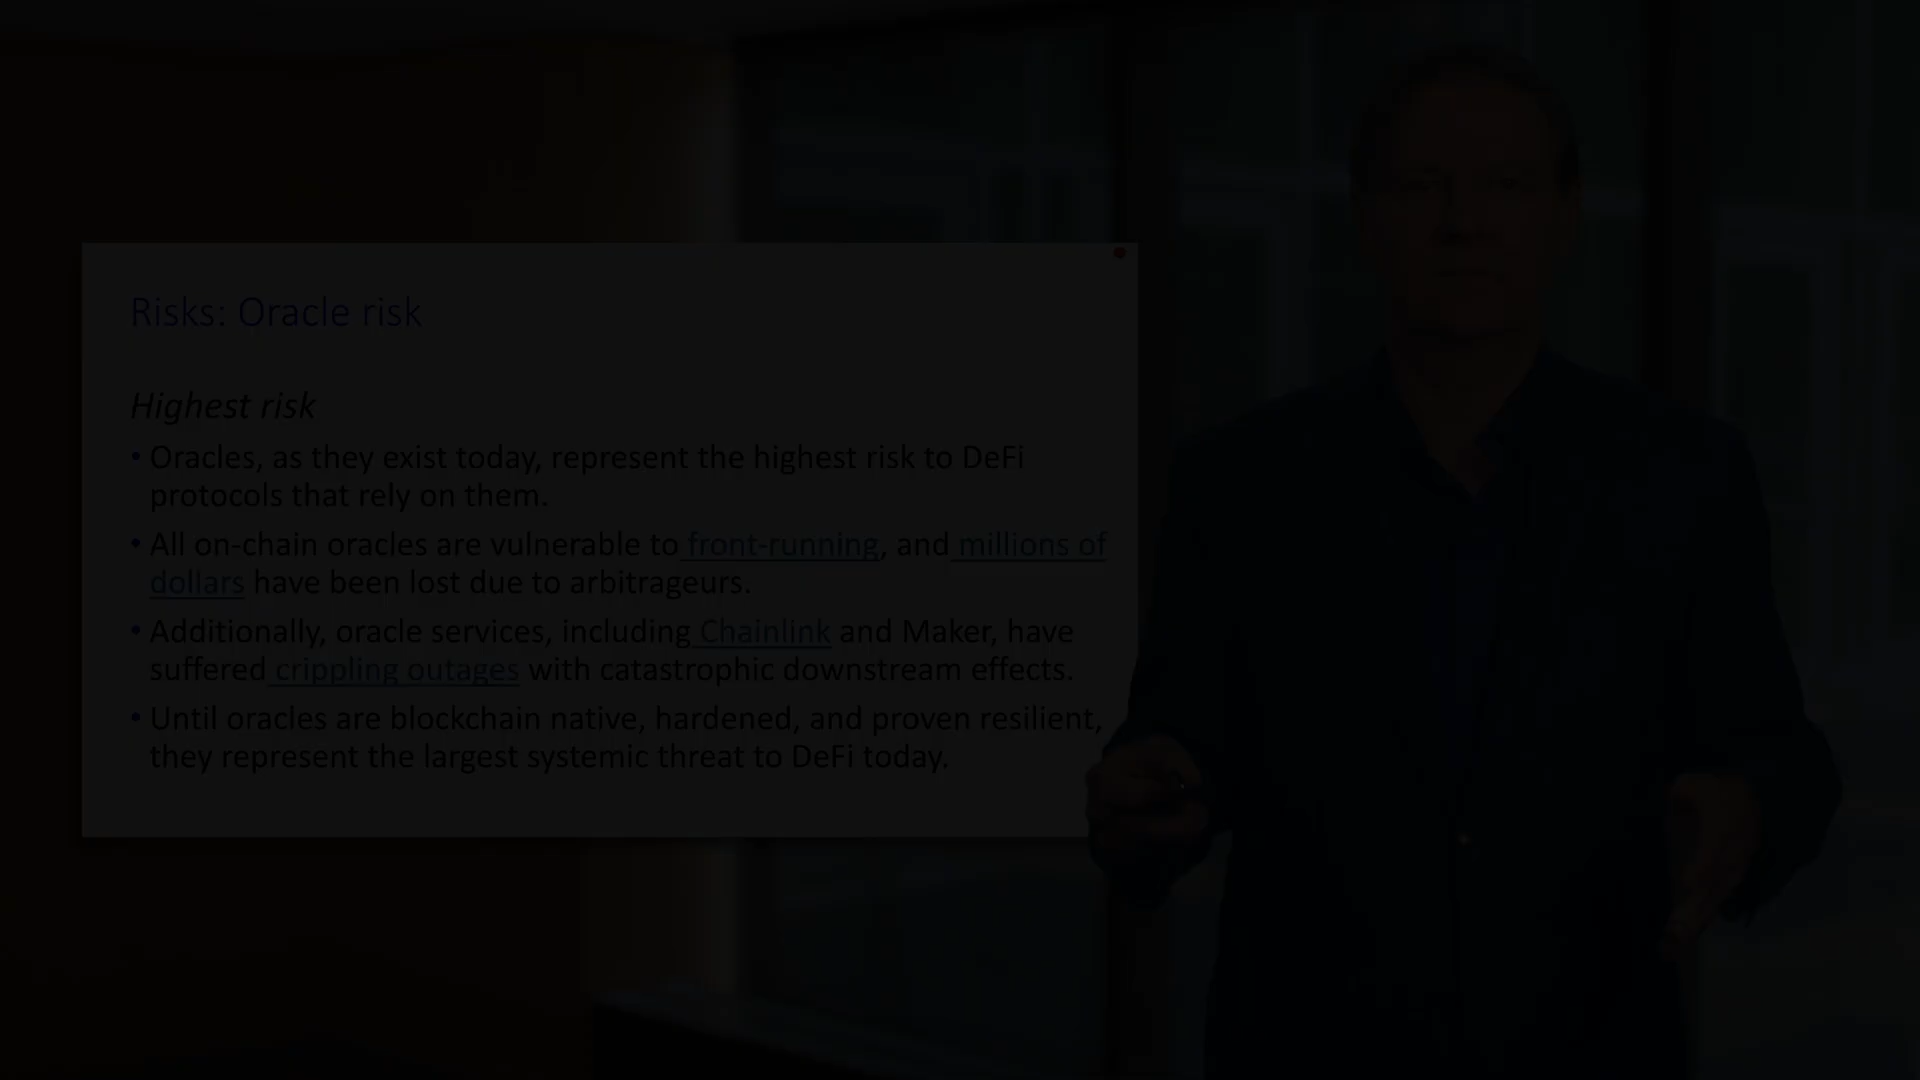 Risks: Oracle risk
Highest risk
• Oracles, as they exist today, represent the highest risk to DeFi
protocols that rely on them.
• All on-chain oracles are vulnerable to front-running, and millions of
dollars have been lost due to arbitrageurs.
• Additionally, oracle services, including Chainlink and Maker, have
suffered crippling outages with catastrophic downstream effects.
• Until oracles are blockchain native, hardened, and proven resilient,
they represent the largest systemic threat to DeFi today.